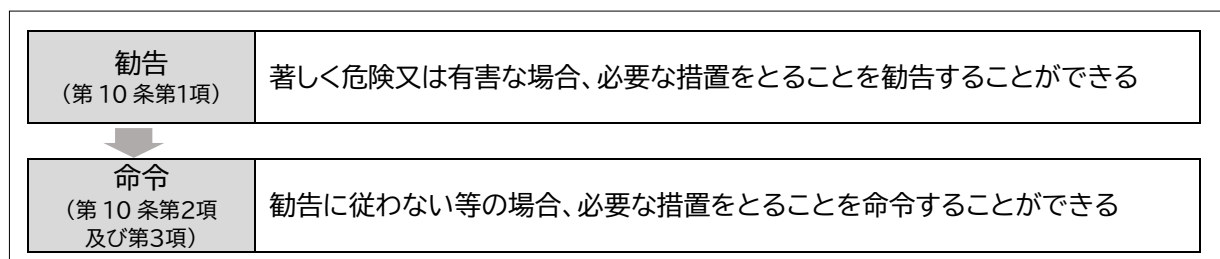 勧告
（第 10 条第1項）
著しく危険又は有害な場合、必要な措置をとることを勧告することができる
命令
（第 10 条第2項
及び第3項）
勧告に従わない等の場合、必要な措置をとることを命令することができる